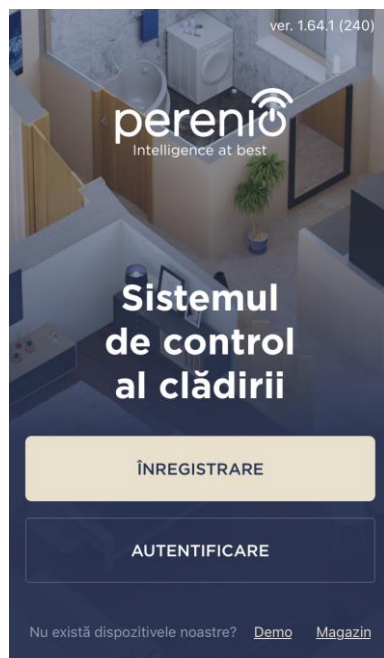 ver. 1.64.1 (240)
perenio
Intelligence at best
Sistemul
de control
al clădirii
ÎNREGISTRARE
AUTENTIFICARE
Nu există dispozitivele noastre? Demo Magazin